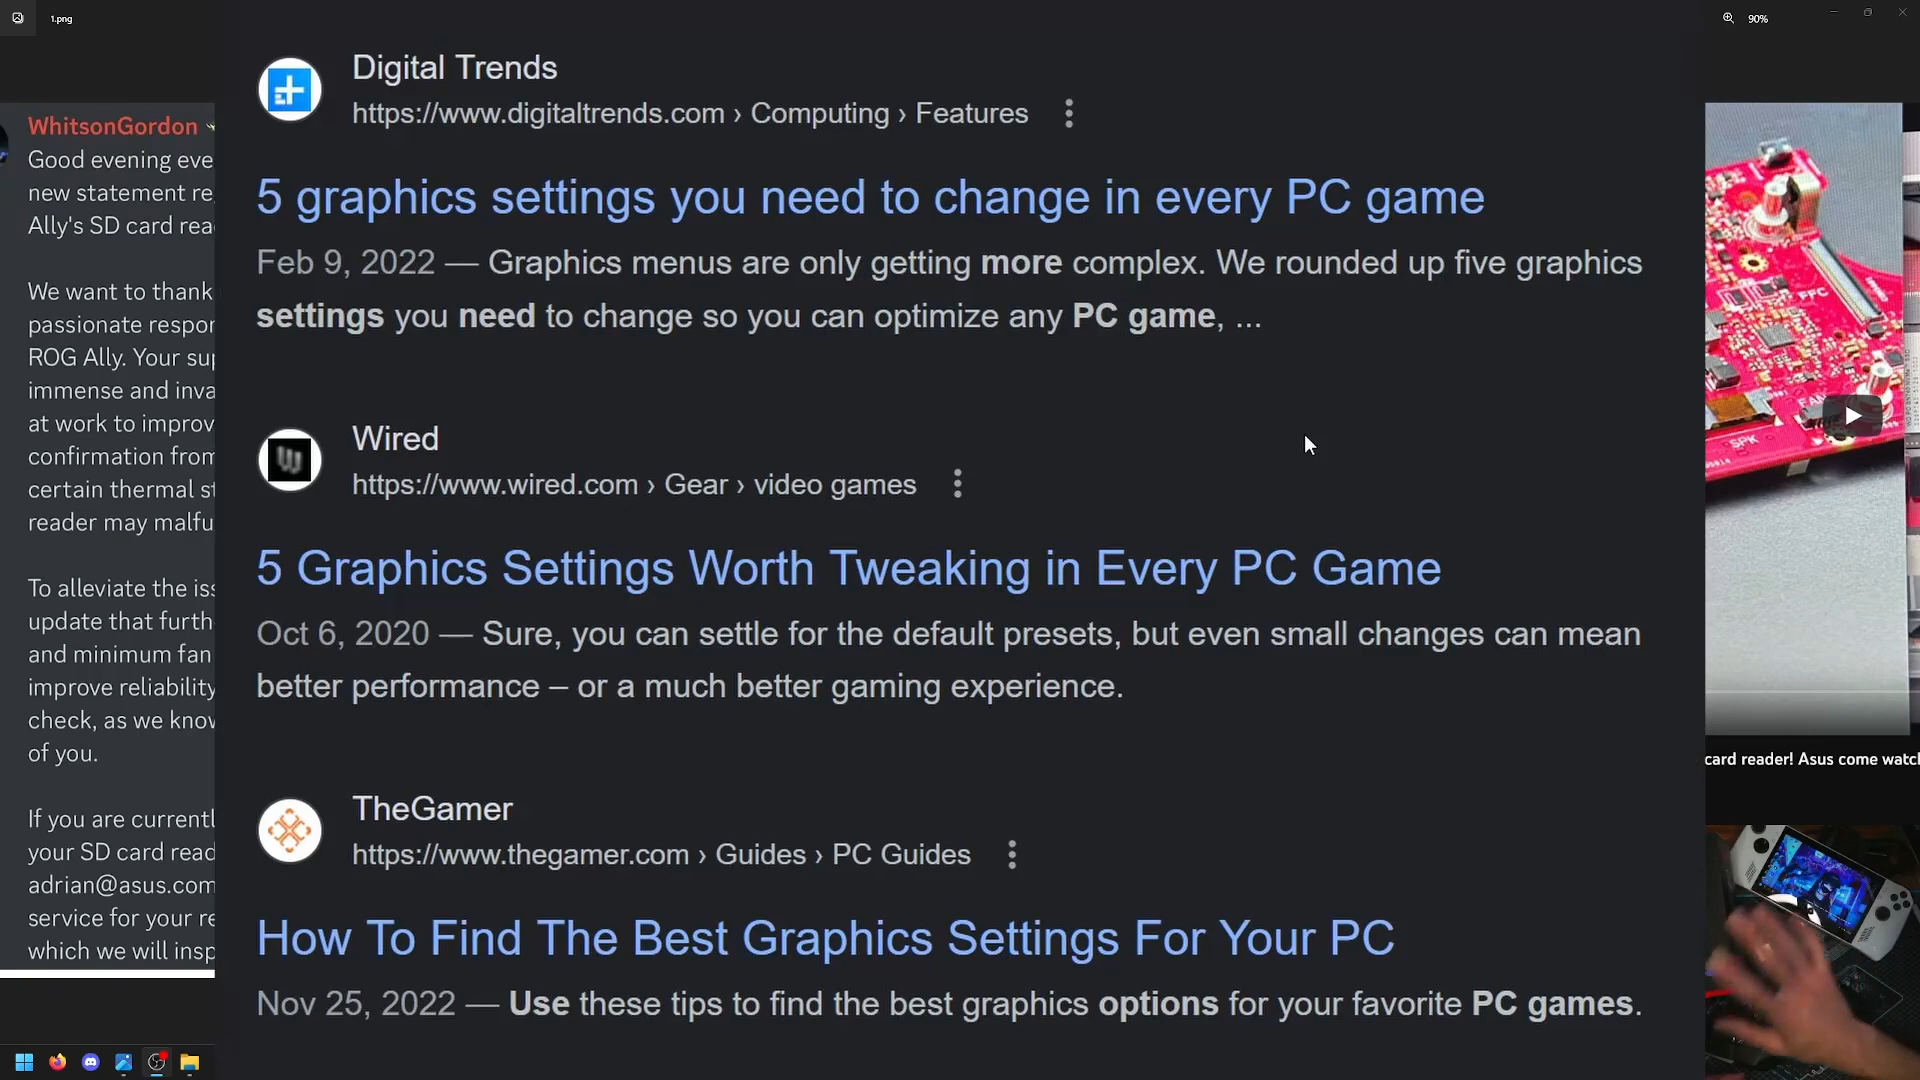 1.png
90%
WhitsonGordon
Good evening eve
new statement re
Ally's SD card rea
We want to thank
passionate respor
ROG Ally. Your sup
immense and inva
at work to improv
confirmation from
certain thermal st
reader may malfu
To alleviate the iss
update that furth
and minimum fan
improve reliability
check, as we know
of you.
If you are currentl
your SD card read
adrian@asus.com
service for your re
which we will insp
Digital Trends
https://www.digitaltrends.com › Computing › Features
5 graphics settings you need to change in every PC game
Feb 9, 2022 — Graphics menus are only getting more complex. We rounded up five graphics
settings you need to change so you can optimize any PC game, ...
Wired
https://www.wired.com › Gear › video games
5 Graphics Settings Worth Tweaking in Every PC Game
Oct 6, 2020 — Sure, you can settle for the default presets, but even small changes can mean
better performance – or a much better gaming experience.
TheGamer
https://www.thegamer.com › Guides › PC Guides
How To Find The Best Graphics Settings For Your PC
Nov 25, 2022 — Use these tips to find the best graphics options for your favorite PC games.
FFC
FAN
SPK
card reader! Asus come watch